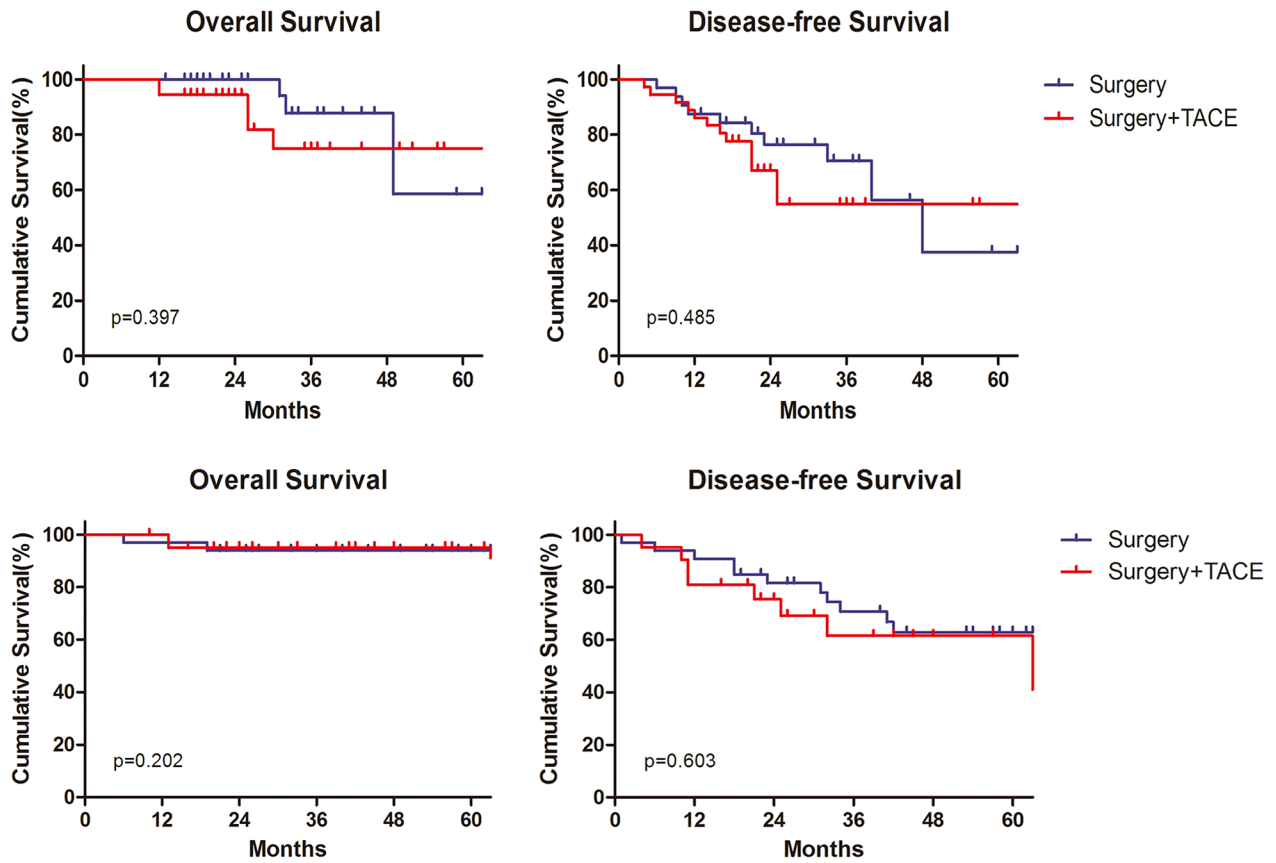 Overall Survival
Disease-free Survival
Cumulative Survival(%)
100
80
60
40
20
0
p=0.397
0 12 24 36 48 60
Months
Cumulative Survival(%)
100
80
60
40
20
0
p=0.485
0 12 24 36 48 60
Months
Surgery
Surgery+TACE
Overall Survival
Disease-free Survival
Cumulative Survival(%)
100
80
60
40
20
0
p=0.202
0 12 24 36 48 60
Months
Cumulative Survival(%)
100
80
60
40
20
0
p=0.603
0 12 24 36 48 60
Months
Surgery
Surgery+TACE